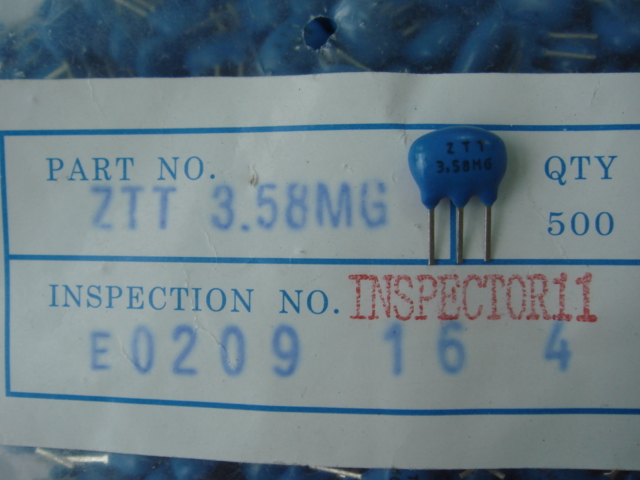 ZTT
3.58MG
PART NO.
QTY
ZTT 3.58MG
500
INSPECTION NO. INSPECTOR11
E0209 16 4